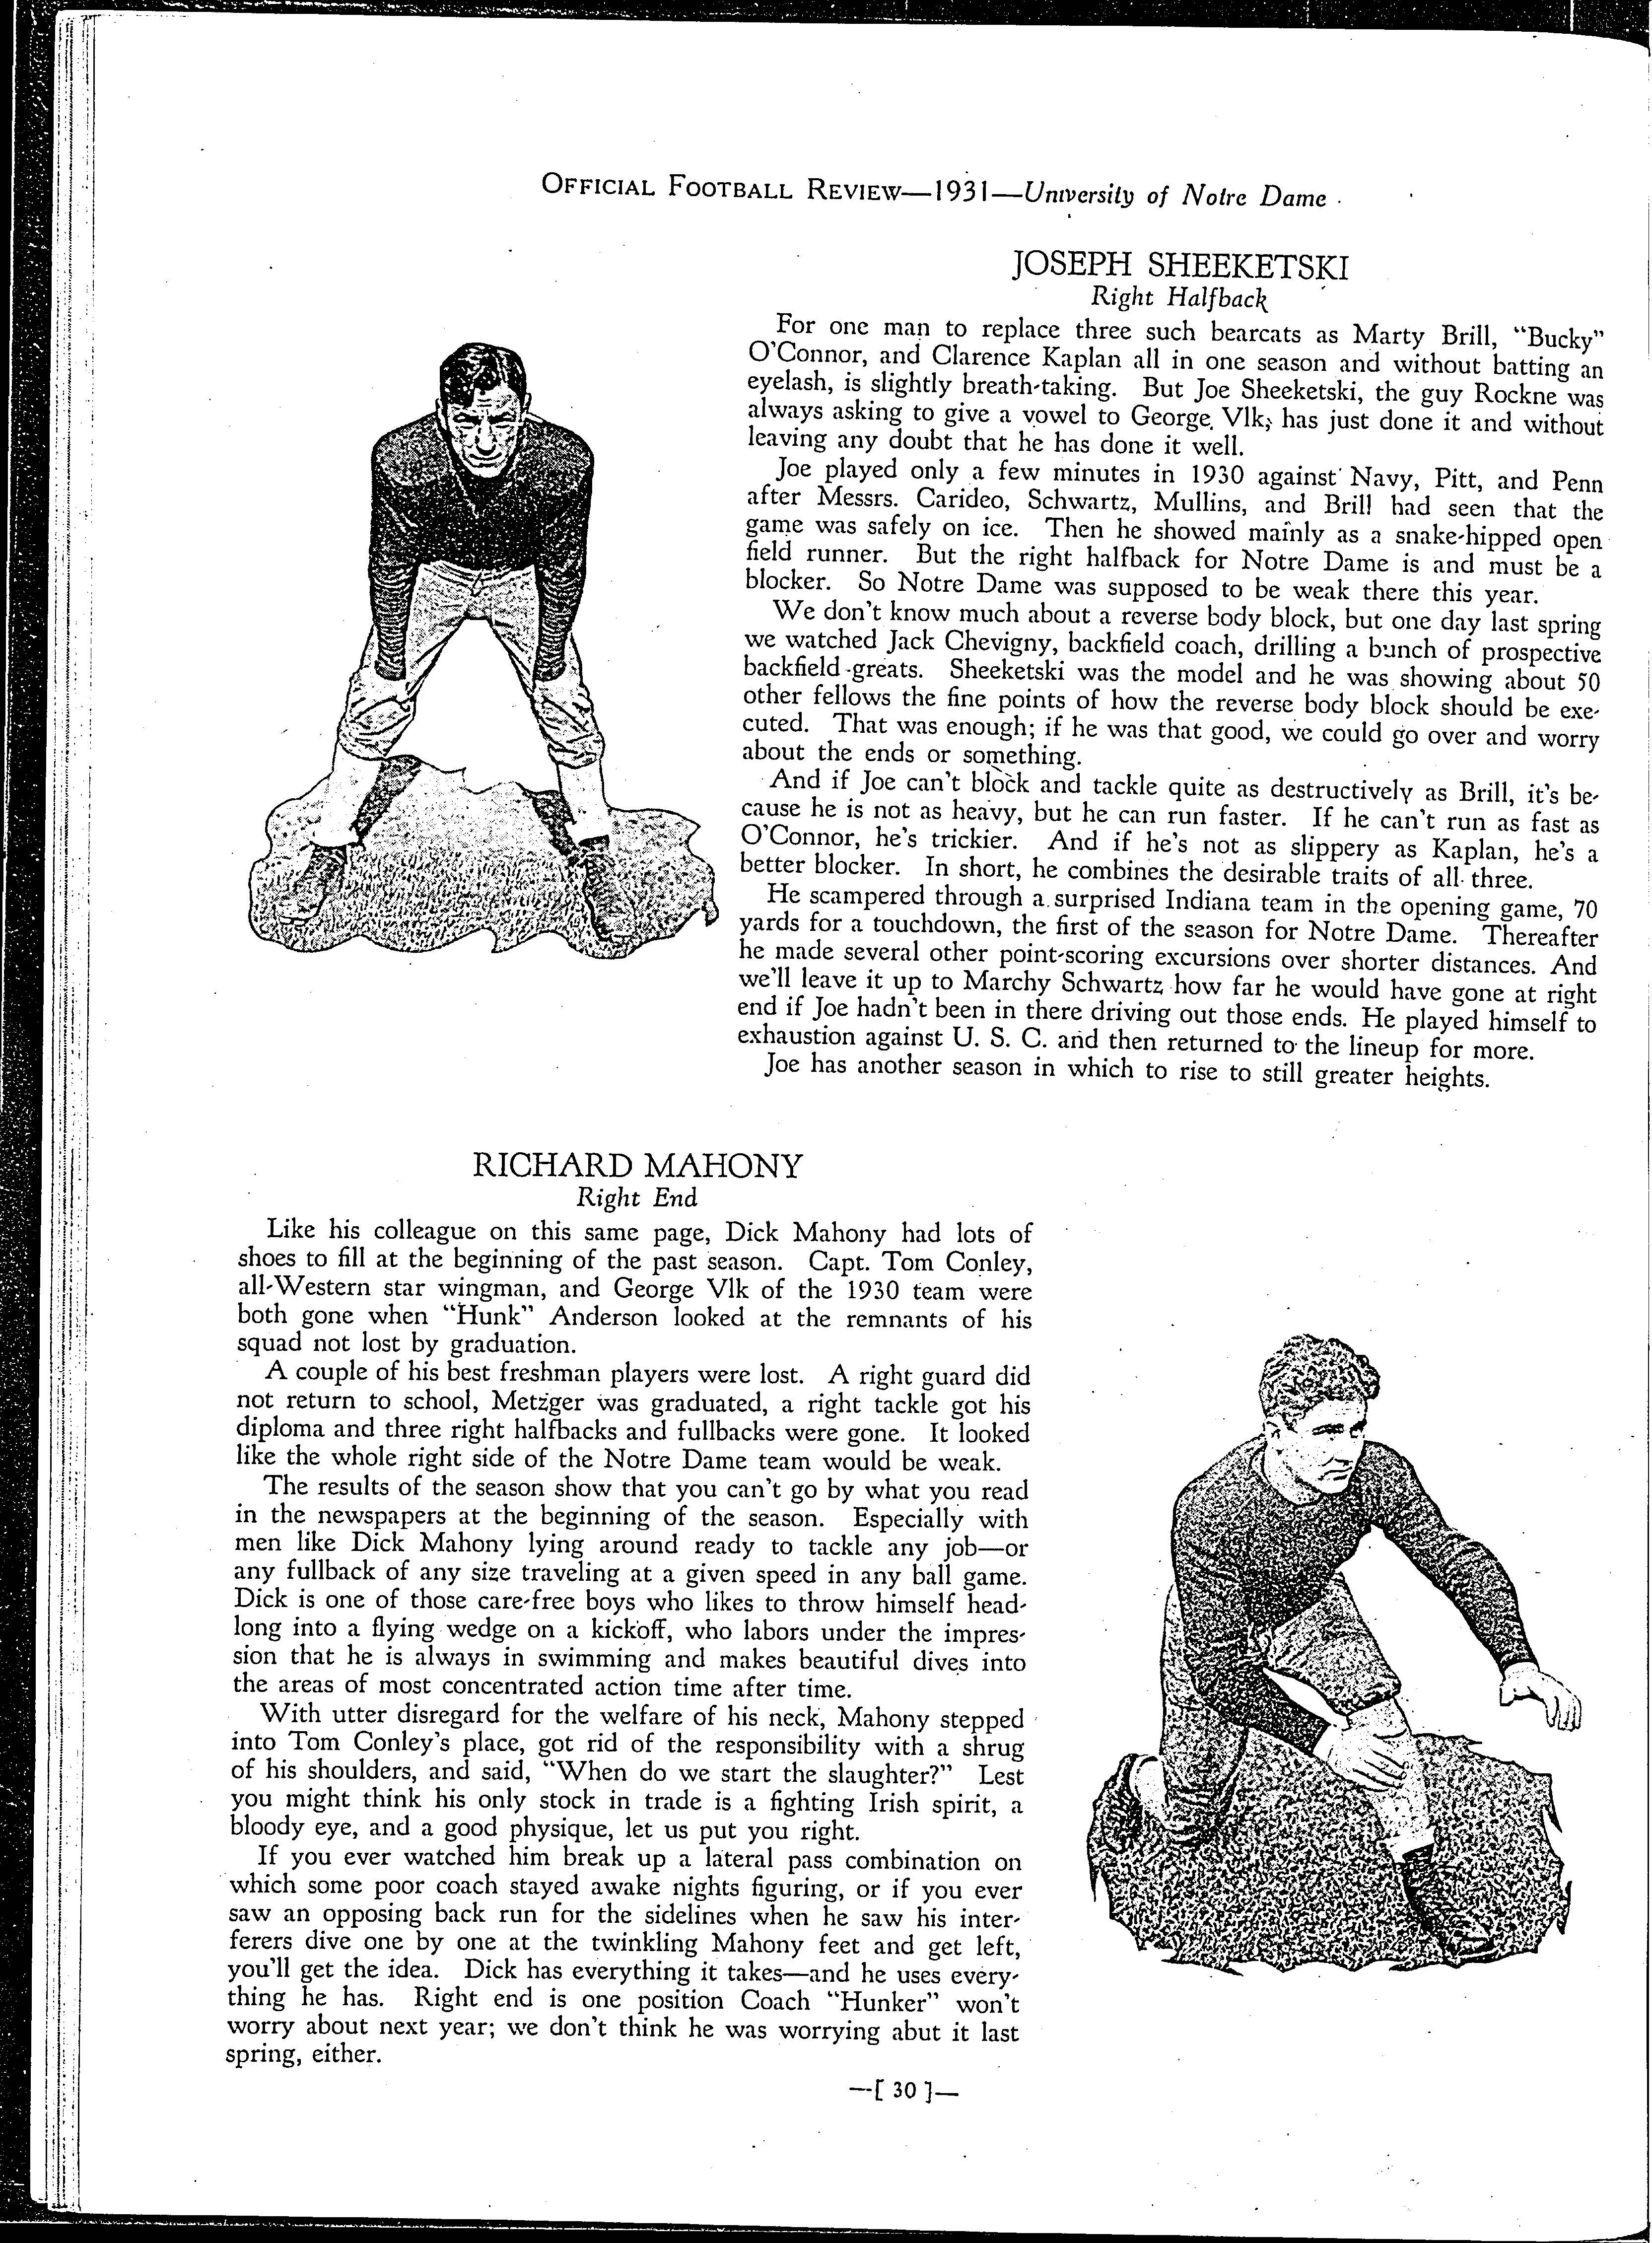 OFFICIAL FOOTBALL REVIEW—1931—University of Notre Dame
JOSEPH SHEEKETSKI
Right Halfback
For one man to replace three such bearcats as Marty Brill, "Bucky"
O'Connor, and Clarence Kaplan all in one season and without batting an
eyelash, is slightly breath-taking. But Joe Sheeketski, the guy Rockne was
always asking to give a vowel to George Vlk, has just done it and without
leaving any doubt that he has done it well.
Joe played only a few minutes in 1930 against Navy, Pitt, and Penn
after Messrs. Carideo, Schwartz, Mullins, and Brill had seen that the
game was safely on ice. Then he showed mainly as a snake-hipped open
field runner. But the right halfback for Notre Dame is and must be a
blocker. So Notre Dame was supposed to be weak there this year.
We don't know much about a reverse body block, but one day last spring
we watched Jack Chevigny, backfield coach, drilling a bunch of prospective
backfield greats. Sheeketski was the model and he was showing about 50
other fellows the fine points of how the reverse body block should be exe-
cuted. That was enough; if he was that good, we could go over and worry
about the ends or something.
And if Joe can't block and tackle quite as destructively as Brill, it's be-
cause he is not as heavy, but he can run faster. If he can't run as fast as
O'Connor, he's trickier. And if he's not as slippery as Kaplan, he's a
better blocker. In short, he combines the desirable traits of all three.
He scampered through a surprised Indiana team in the opening game, 70
yards for a touchdown, the first of the season for Notre Dame. Thereafter
he made several other point-scoring excursions over shorter distances. And
we'll leave it up to Marchy Schwartz how far he would have gone at right
end if Joe hadn't been in there driving out those ends. He played himself to
exhaustion against U. S. C. and then returned to the lineup for more.
Joe has another season in which to rise to still greater heights.
RICHARD MAHONY
Right End
Like his colleague on this same page, Dick Mahony had lots of
shoes to fill at the beginning of the past season. Capt. Tom Conley,
all-Western star wingman, and George Vlk of the 1930 team were
both gone when "Hunk" Anderson looked at the remnants of his
squad not lost by graduation.
A couple of his best freshman players were lost. A right guard did
not return to school, Metzger was graduated, a right tackle got his
diploma and three right halfbacks and fullbacks were gone. It looked
like the whole right side of the Notre Dame team would be weak.
The results of the season show that you can't go by what you read
in the newspapers at the beginning of the season. Especially with
men like Dick Mahony lying around ready to tackle any job—or
any fullback of any size traveling at a given speed in any ball game.
Dick is one of those care-free boys who likes to throw himself head-
long into a flying wedge on a kickoff, who labors under the impres-
sion that he is always in swimming and makes beautiful dives into
the areas of most concentrated action time after time.
With utter disregard for the welfare of his neck, Mahony stepped
into Tom Conley's place, got rid of the responsibility with a shrug
of his shoulders, and said, "When do we start the slaughter?" Lest
you might think his only stock in trade is a fighting Irish spirit, a
bloody eye, and a good physique, let us put you right.
If you ever watched him break up a lateral pass combination on
which some poor coach stayed awake nights figuring, or if you ever
saw an opposing back run for the sidelines when he saw his inter-
ferers dive one by one at the twinkling Mahony feet and get left,
you'll get the idea. Dick has everything it takes—and he uses every-
thing he has. Right end is one position Coach "Hunker" won't
worry about next year; we don't think he was worrying abut it last
spring, either.
—[ 30 ]—